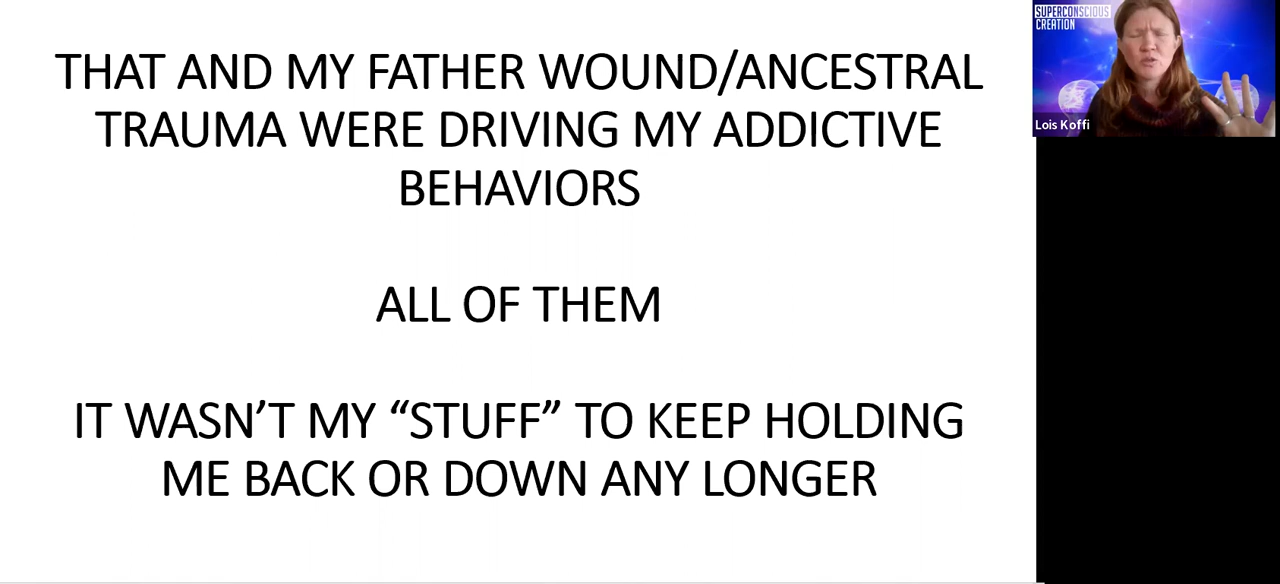 THAT AND MY FATHER WOUND/ANCESTRAL
TRAUMA WERE DRIVING MY ADDICTIVE
BEHAVIORS
ALL OF THEM
IT WASN’T MY “STUFF” TO KEEP HOLDING
ME BACK OR DOWN ANY LONGER
SUPERCONSCIOUS
CREATION
Lois Koffi